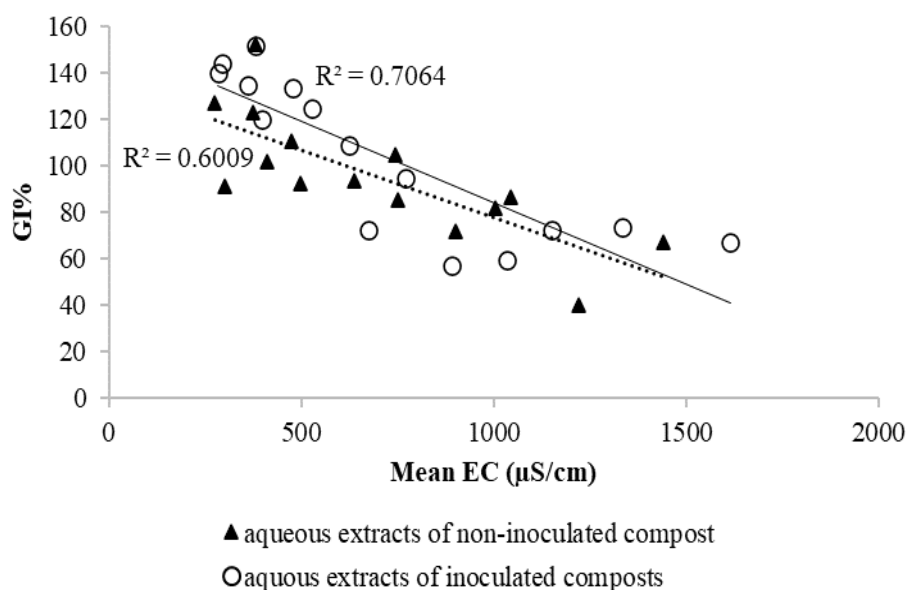 160
140
120
100
80
60
40
20
0
R² = 0.7064
R² = 0.6009
GI%
0 500 1000 1500 2000
Mean EC (µS/cm)
aqueous extracts of non-inoculated compost
aquous extracts of inoculated composts